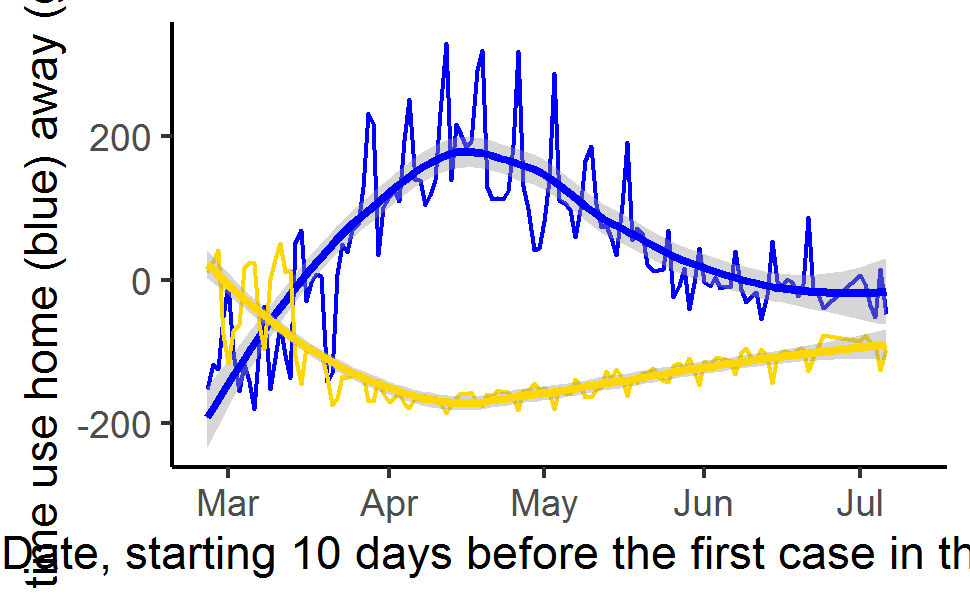 time use home (blue) away (
200
0
-200
Mar Apr May Jun Jul
Date, starting 10 days before the first case in th